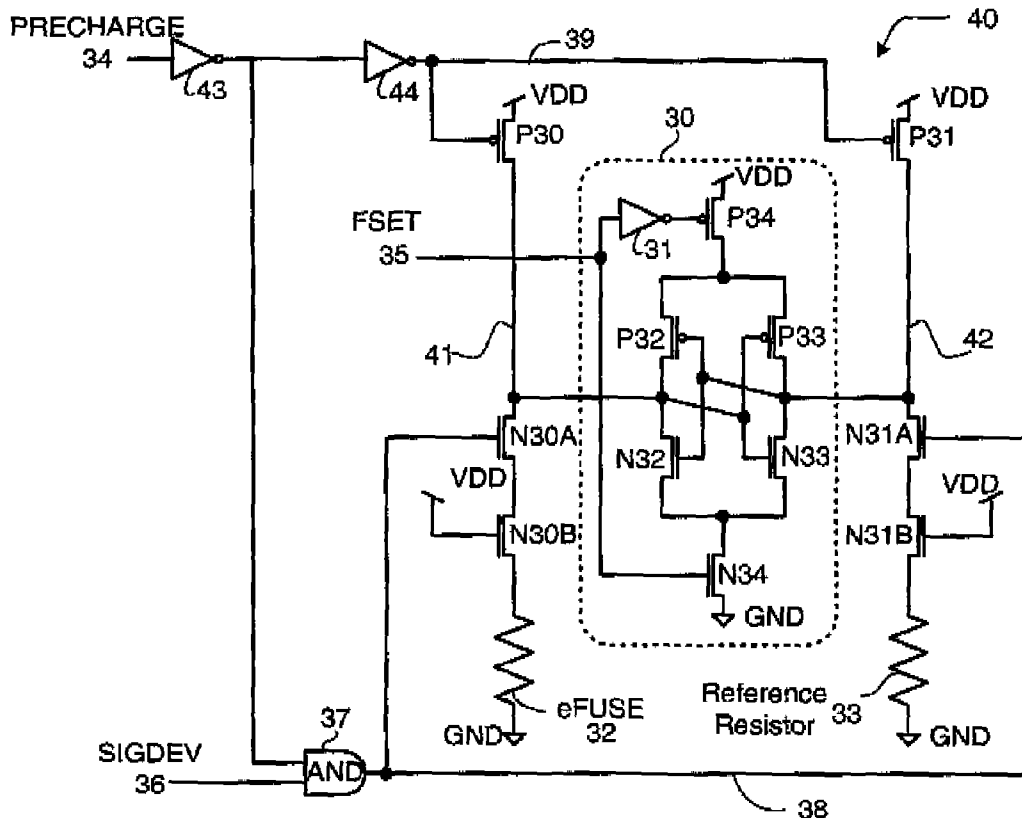 PRECHARGE
34
43
44
39
40
VDD
P30
30
VDD
P31
VDD
P34
31
FSET
35
41
P32
P33
42
N30A
N32
N33
N31A
VDD
VDD
N30B
N34
N31B
GND
eFUSE
32
Reference
Resistor
33
GND
GND
37
SIGDEV
36
AND
38